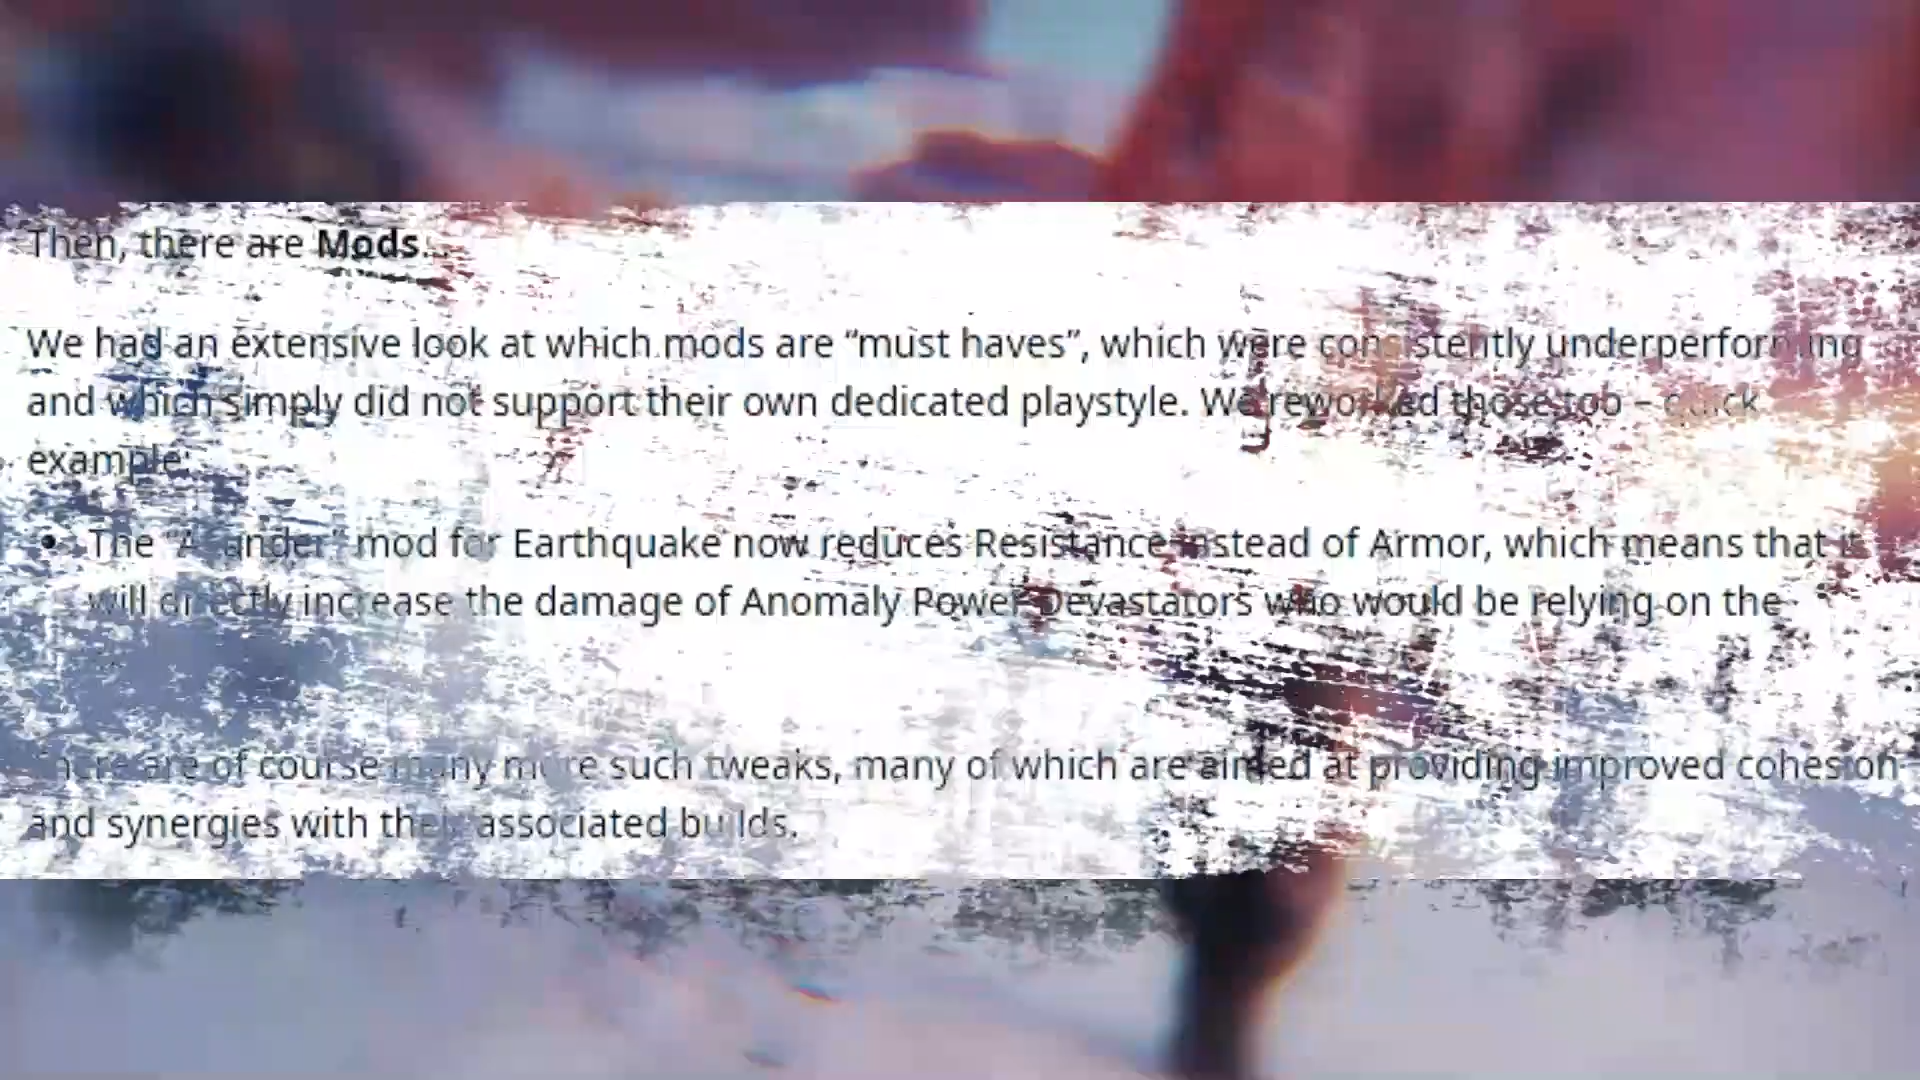 Then, there are Mods...
We had an extensive look at which mods are “must haves”, which were consistently underperforming
and which simply did not support their own dedicated playstyle. We reworked those too – quick
example:
• The mod for Earthquake now reduces Resistance instead of Armor, which means that it
will directly increase the damage of Anomaly Power Devastators who would be relying on the
There are of course many more such tweaks, many of which are aimed at providing improved cohesion
and synergies with their associated builds.